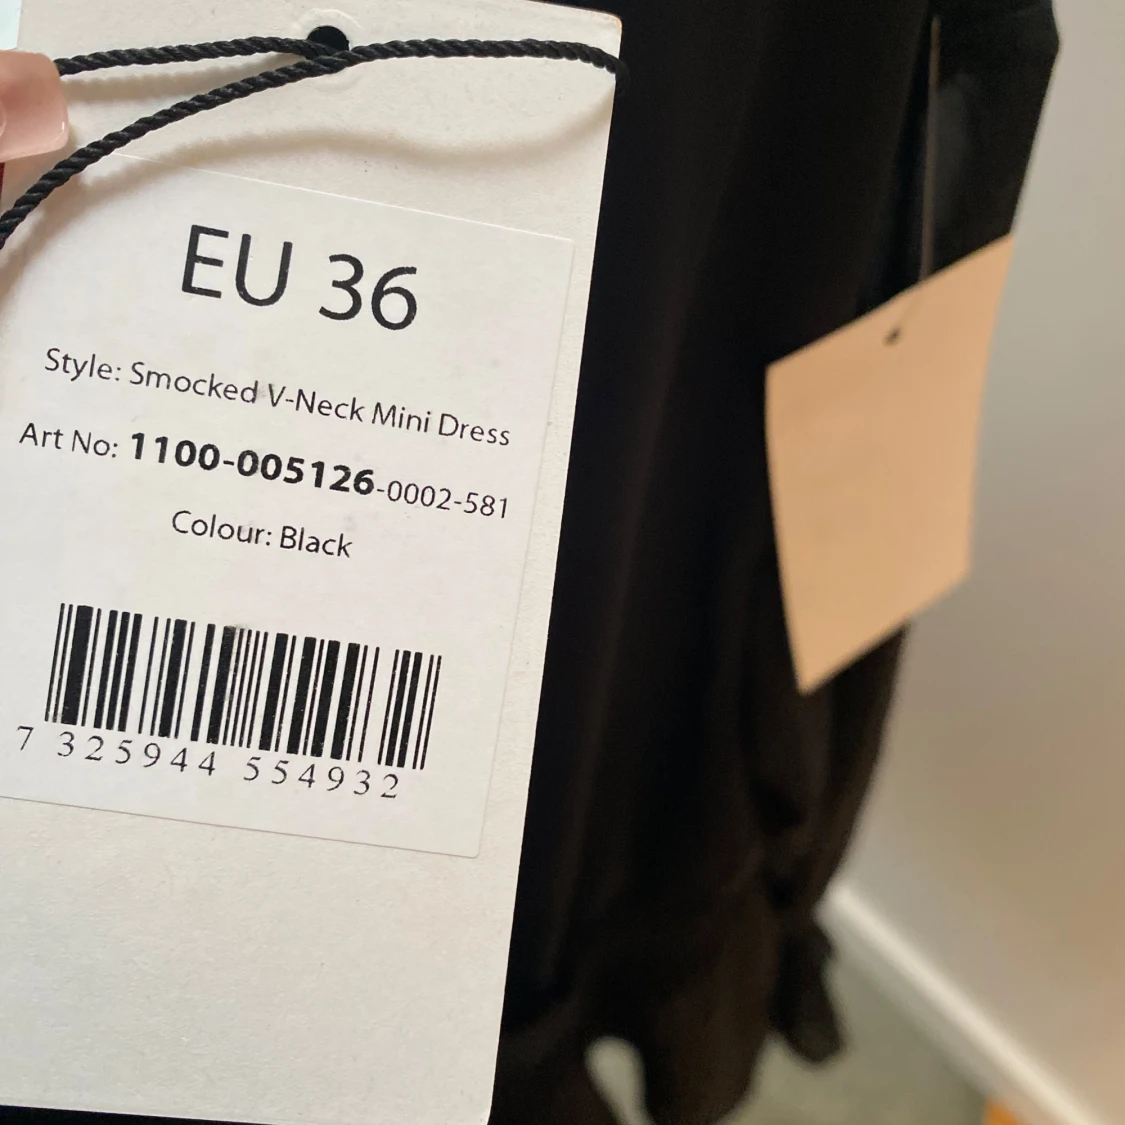 EU 36
Style: Smocked V-Neck Mini Dress
Art No: 1100-005126-0002-581
Colour: Black
7 325944 554932